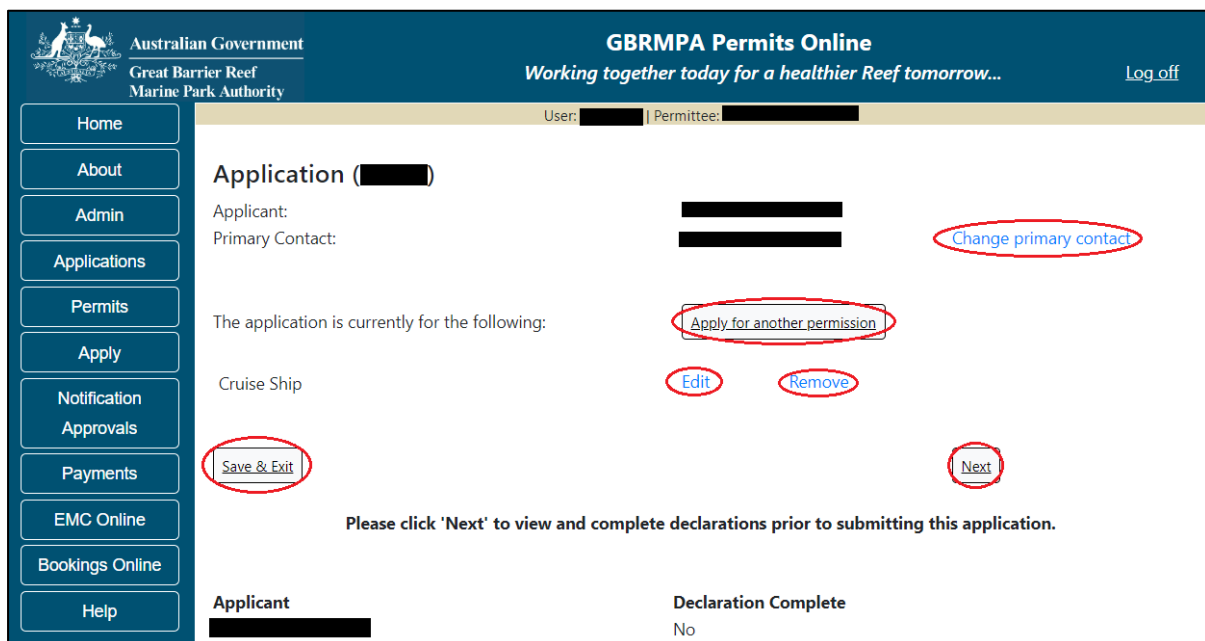 Australian Government
Great Barrier Reef
Marine Park Authority
GBRMPA Permits Online
Working together today for a healthier Reef tomorrow...
Log off
User: | Permittee:
Home
About
Admin
Applications
Permits
Apply
Notification
Approvals
Payments
EMC Online
Bookings Online
Help
Application ( )
Applicant:
Primary Contact: Change primary contact
The application is currently for the following: Apply for another permission
Cruise Ship Edit Remove
Save & Exit Next
Please click 'Next' to view and complete declarations prior to submitting this application.
Applicant Declaration Complete
No